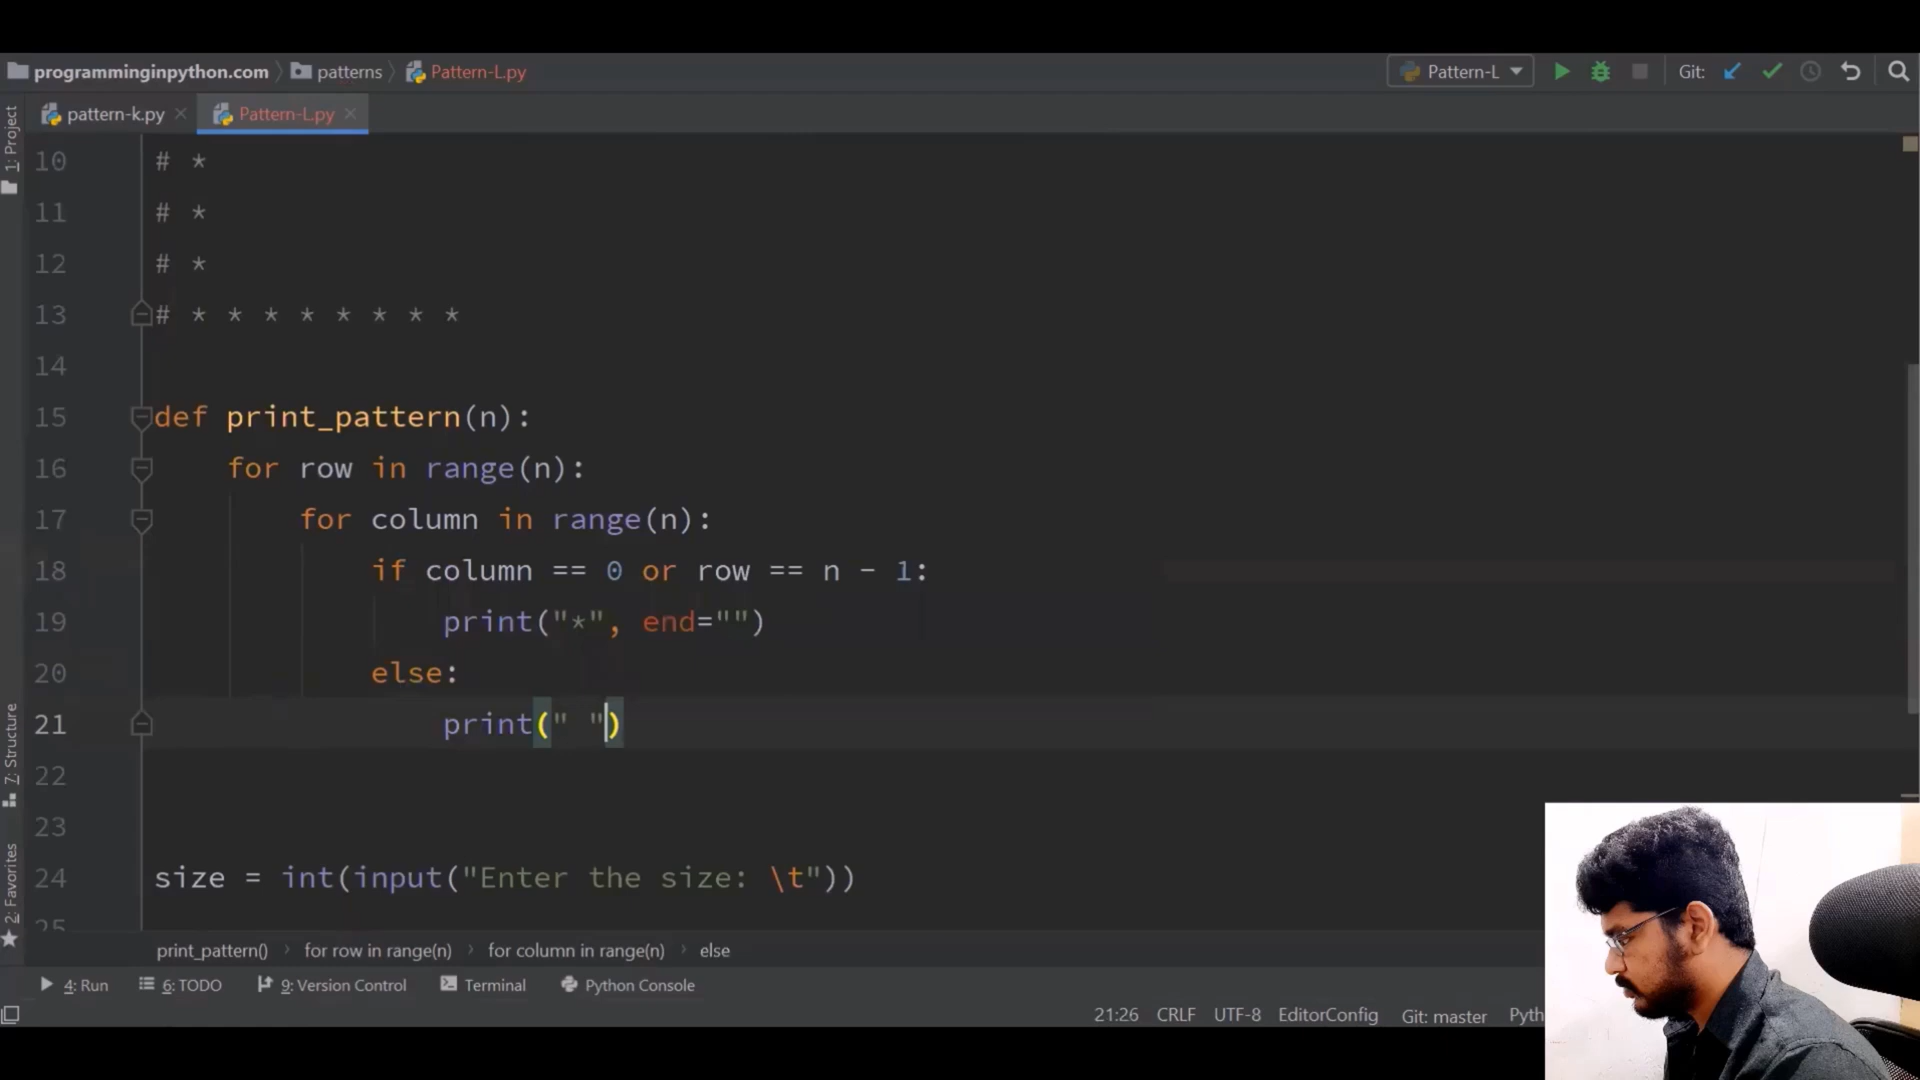 programminginpython.com patterns Pattern-L.py Pattern-L Git:
pattern-k.py Pattern-L.py
1: Project
10 # *
11 # *
12 # *
13 # * * * * * * * *
14
15 def print_pattern(n):
16 for row in range(n):
17 for column in range(n):
18 if column == 0 or row == n - 1:
19 print("*", end="")
20 else:
21 print(" ")
22
23
24 size = int(input("Enter the size: \t"))
25
7: Structure
2: Favorites
print_pattern() for row in range(n) for column in range(n) else
4: Run 6: TODO 9: Version Control Terminal Python Console
21:26 CRLF UTF-8 EditorConfig Git: master Pyth